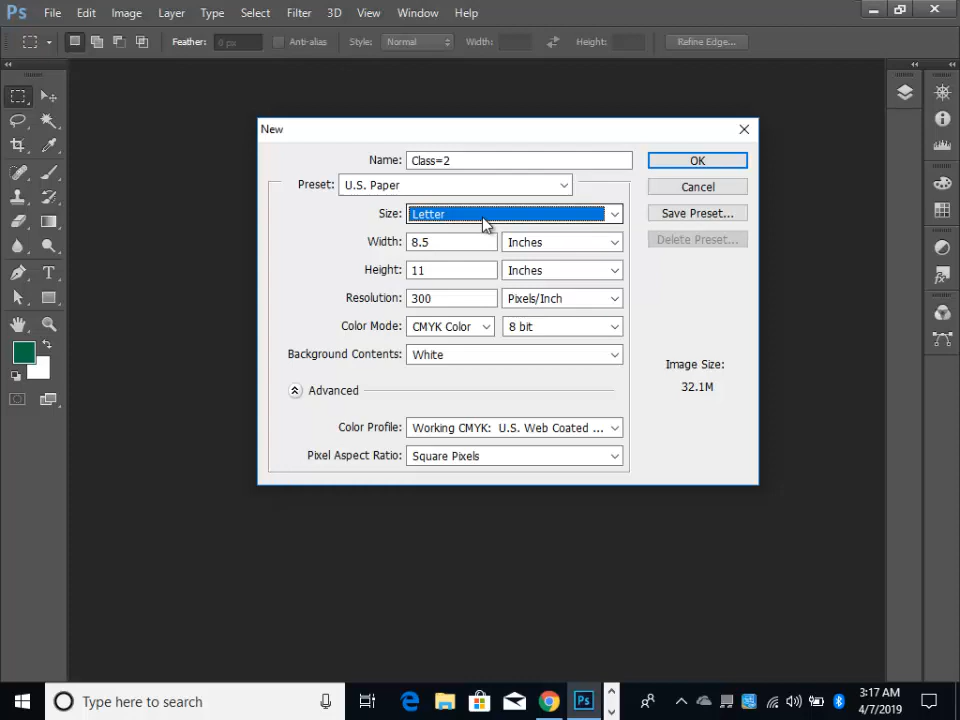 Ps File Edit Image Layer Type Select Filter 3D View Window Help
Feather: 0 px Anti-alias Style: Normal Width: Height: Refine Edge...
New
Name: Class=2 OK
Preset: U.S. Paper Cancel
Size: Letter Save Preset...
Width: 8.5 Inches Delete Preset...
Height: 11 Inches
Resolution: 300 Pixels/Inch
Color Mode: CMYK Color 8 bit
Background Contents: White
Image Size:
32.1M
Advanced
Color Profile: Working CMYK: U.S. Web Coated ...
Pixel Aspect Ratio: Square Pixels
Type here to search
Ps
3:17 AM
4/7/2019